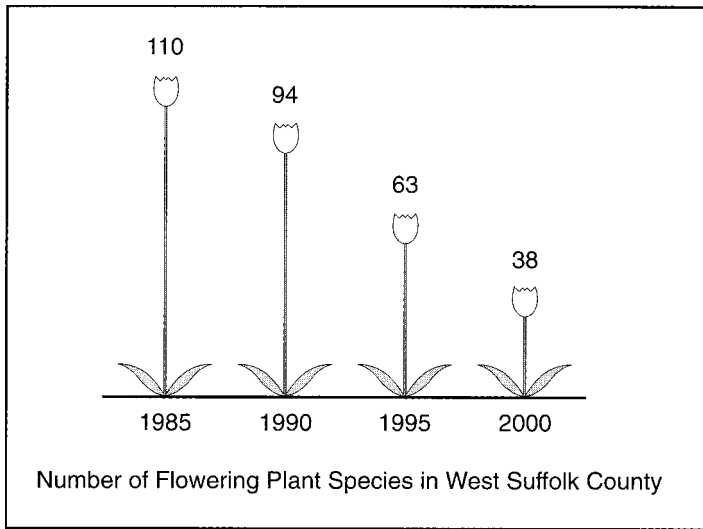 110
94
63
38
1985 1990 1995 2000
Number of Flowering Plant Species in West Suffolk County